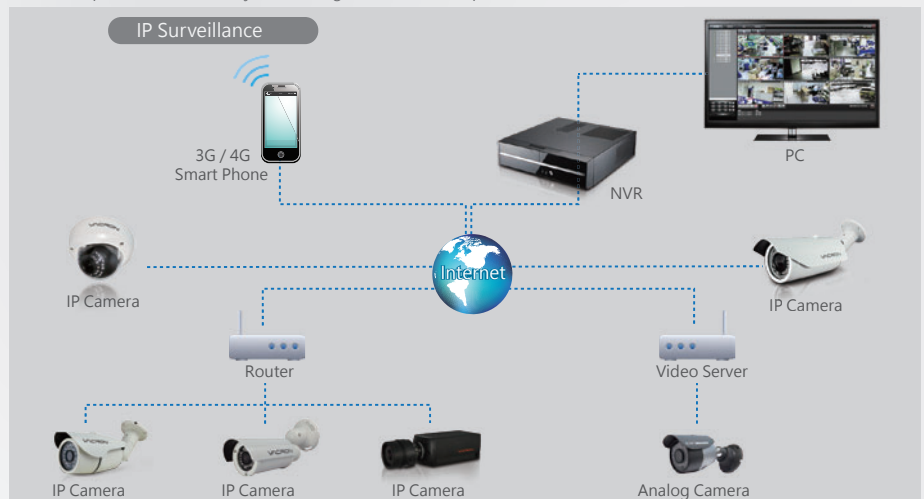 IP Surveillance
3G / 4G
Smart Phone
PC
NVR
IP Camera
Internet
IP Camera
Router
Video Server
IP Camera
IP Camera
IP Camera
Analog Camera
VACRON